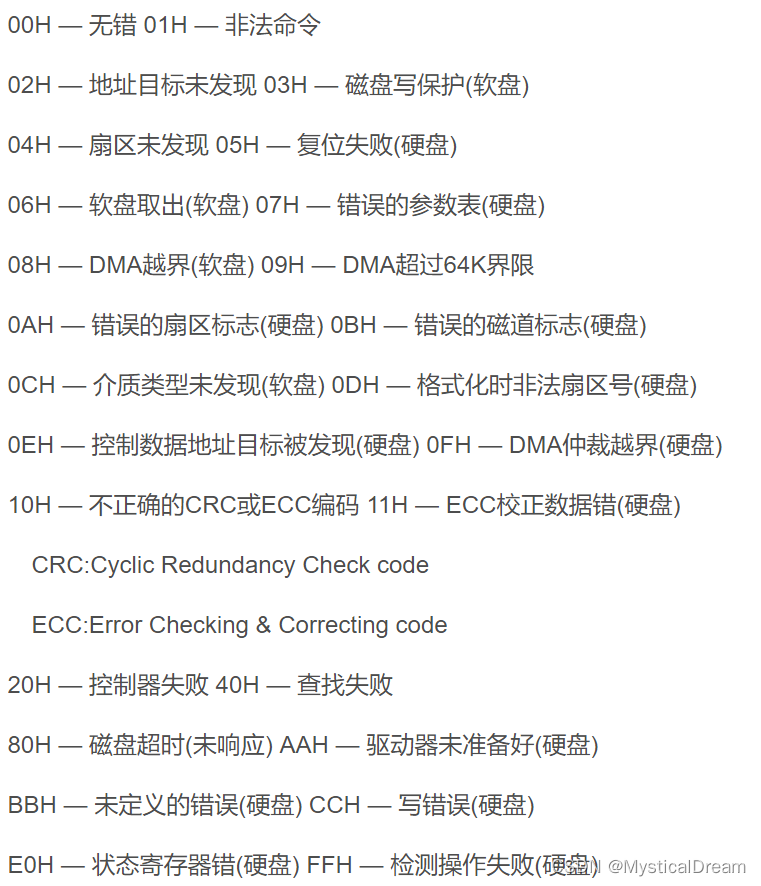 00H — 无错 01H — 非法命令
02H — 地址目标未发现 03H — 磁盘写保护(软盘)
04H — 扇区未发现 05H — 复位失败(硬盘)
06H — 软盘取出(软盘) 07H — 错误的参数表(硬盘)
08H — DMA越界(软盘) 09H — DMA超过64K界限
0AH — 错误的扇区标志(硬盘) 0BH — 错误的磁道标志(硬盘)
0CH — 介质类型未发现(软盘) 0DH — 格式化时非法扇区号(硬盘)
0EH — 控制数据地址目标被发现(硬盘) 0FH — DMA仲裁越界(硬盘)
10H — 不正确的CRC或ECC编码 11H — ECC校正数据错(硬盘)
CRC:Cyclic Redundancy Check code
ECC:Error Checking & Correcting code
20H — 控制器失败 40H — 查找失败
80H — 磁盘超时(未响应) AAH — 驱动器未准备好(硬盘)
BBH — 未定义的错误(硬盘) CCH — 写错误(硬盘)
E0H — 状态寄存器错(硬盘) FFH — 检测操作失败(硬盘)
CSDN @MysticalDream